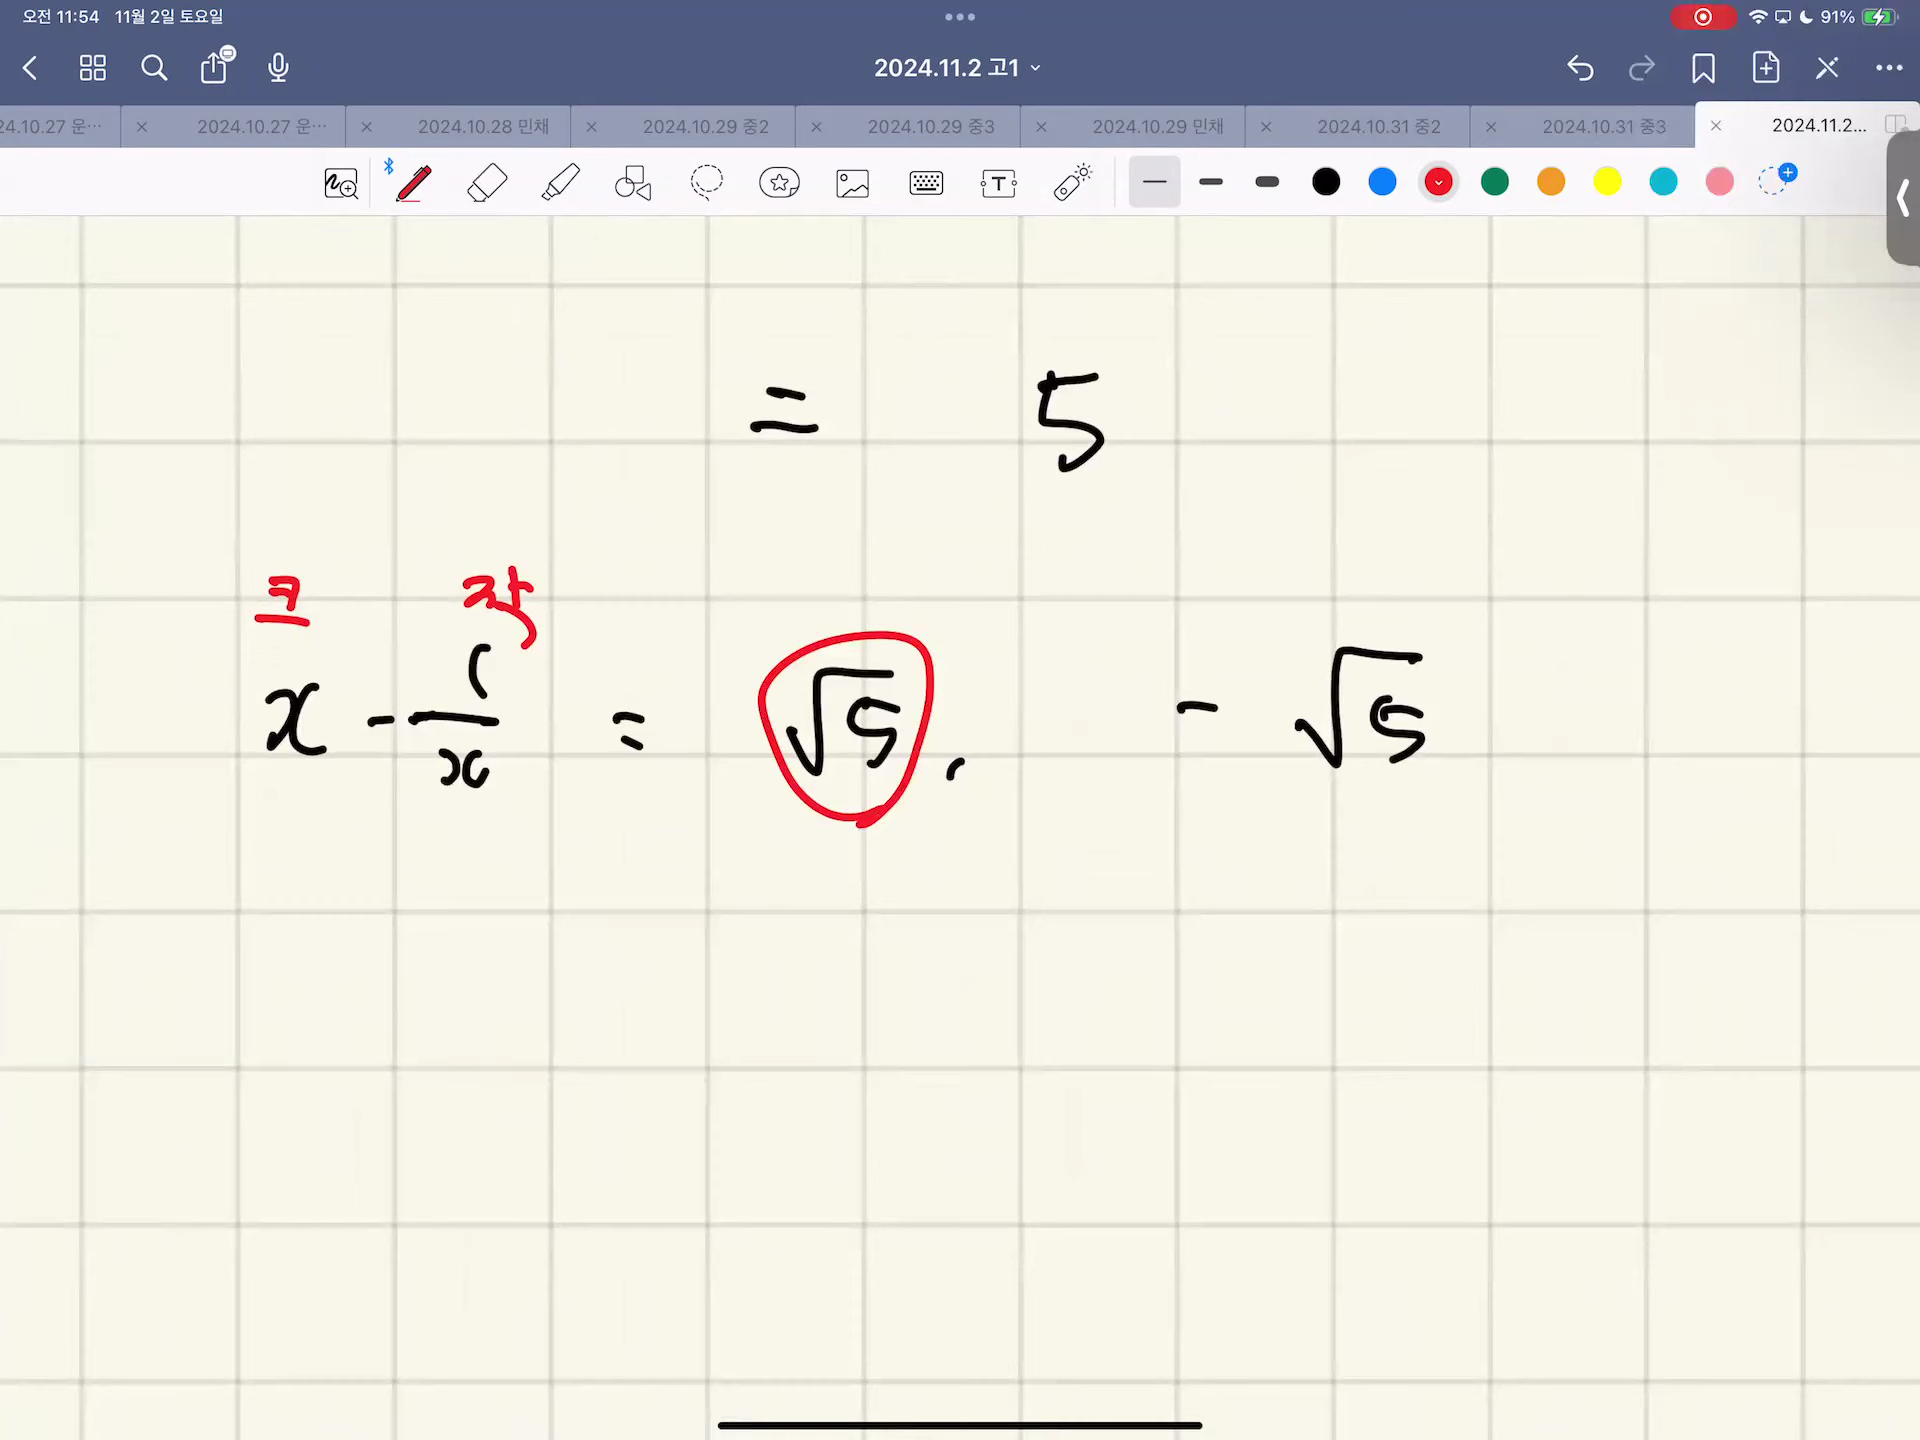 오전 11:54 11월 2일 토요일
91%
2024.11.2 고1
24.10.27 운…
2024.10.27 운…
2024.10.28 민채
2024.10.29 중2
2024.10.29 중3
2024.10.29 민채
2024.10.31 중2
2024.10.31 중3
2024.11.2...
= 5
크 작
x - 1/x = √5, - √5